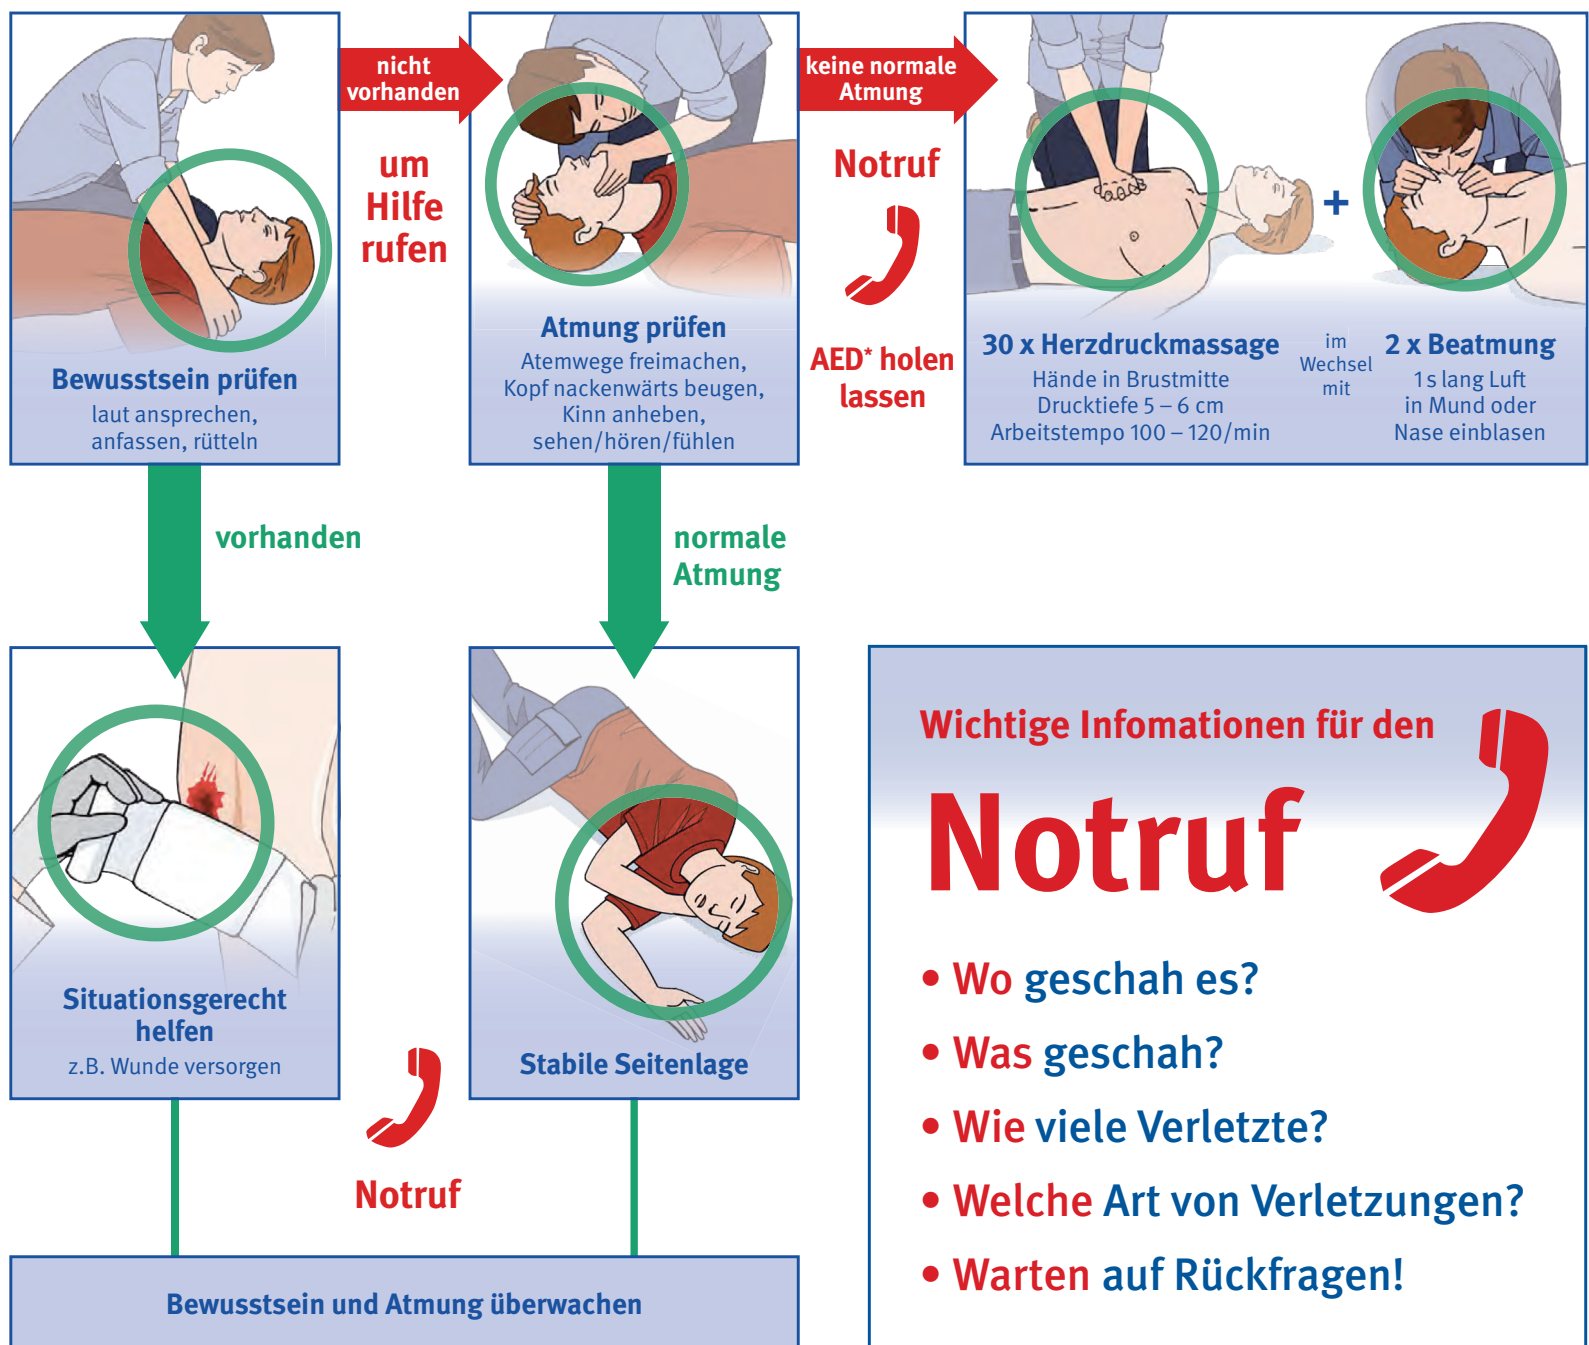 nicht
vorhanden
um
Hilfe
rufen
keine normale
Atmung
Notruf
AED* holen
lassen
Bewusstsein prüfen
laut ansprechen,
anfassen, rütteln
Atmung prüfen
Atemwege freimachen,
Kopf nackenwärts beugen,
Kinn anheben,
sehen/hören/fühlen
30 x Herzdruckmassage
Hände in Brustmitte
Drucktiefe 5 – 6 cm
Arbeitstempo 100 – 120/min
+
im
Wechsel
mit
2 x Beatmung
1 s lang Luft
in Mund oder
Nase einblasen
vorhanden
normale
Atmung
Situationsgerecht
helfen
z.B. Wunde versorgen
Notruf
Stabile Seitenlage
Bewusstsein und Atmung überwachen
Wichtige Infomationen für den
Notruf
• Wo geschah es?
• Was geschah?
• Wie viele Verletzte?
• Welche Art von Verletzungen?
• Warten auf Rückfragen!